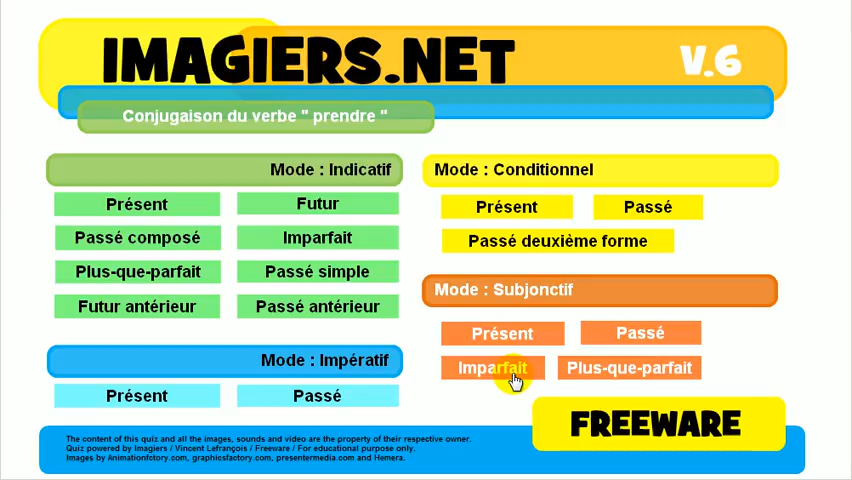 IMAGIERS.NET
V.6
Conjugaison du verbe " prendre "
Mode : Indicatif
Présent
Futur
Passé composé
Imparfait
Plus-que-parfait
Passé simple
Futur antérieur
Passé antérieur
Mode : Impératif
Présent
Passé
Mode : Conditionnel
Présent
Passé
Passé deuxième forme
Mode : Subjonctif
Présent
Passé
Imparfait
Plus-que-parfait
FREEWARE
The content of this quiz and all the images, sounds and video are the property of their respective owner.
Quiz powered by Imagiers / Vincent Lefrançois / Freeware / For educational purpose only.
Images by Animationfctory.com, graphicsfactory.com, presentermedia.com and Hemera.